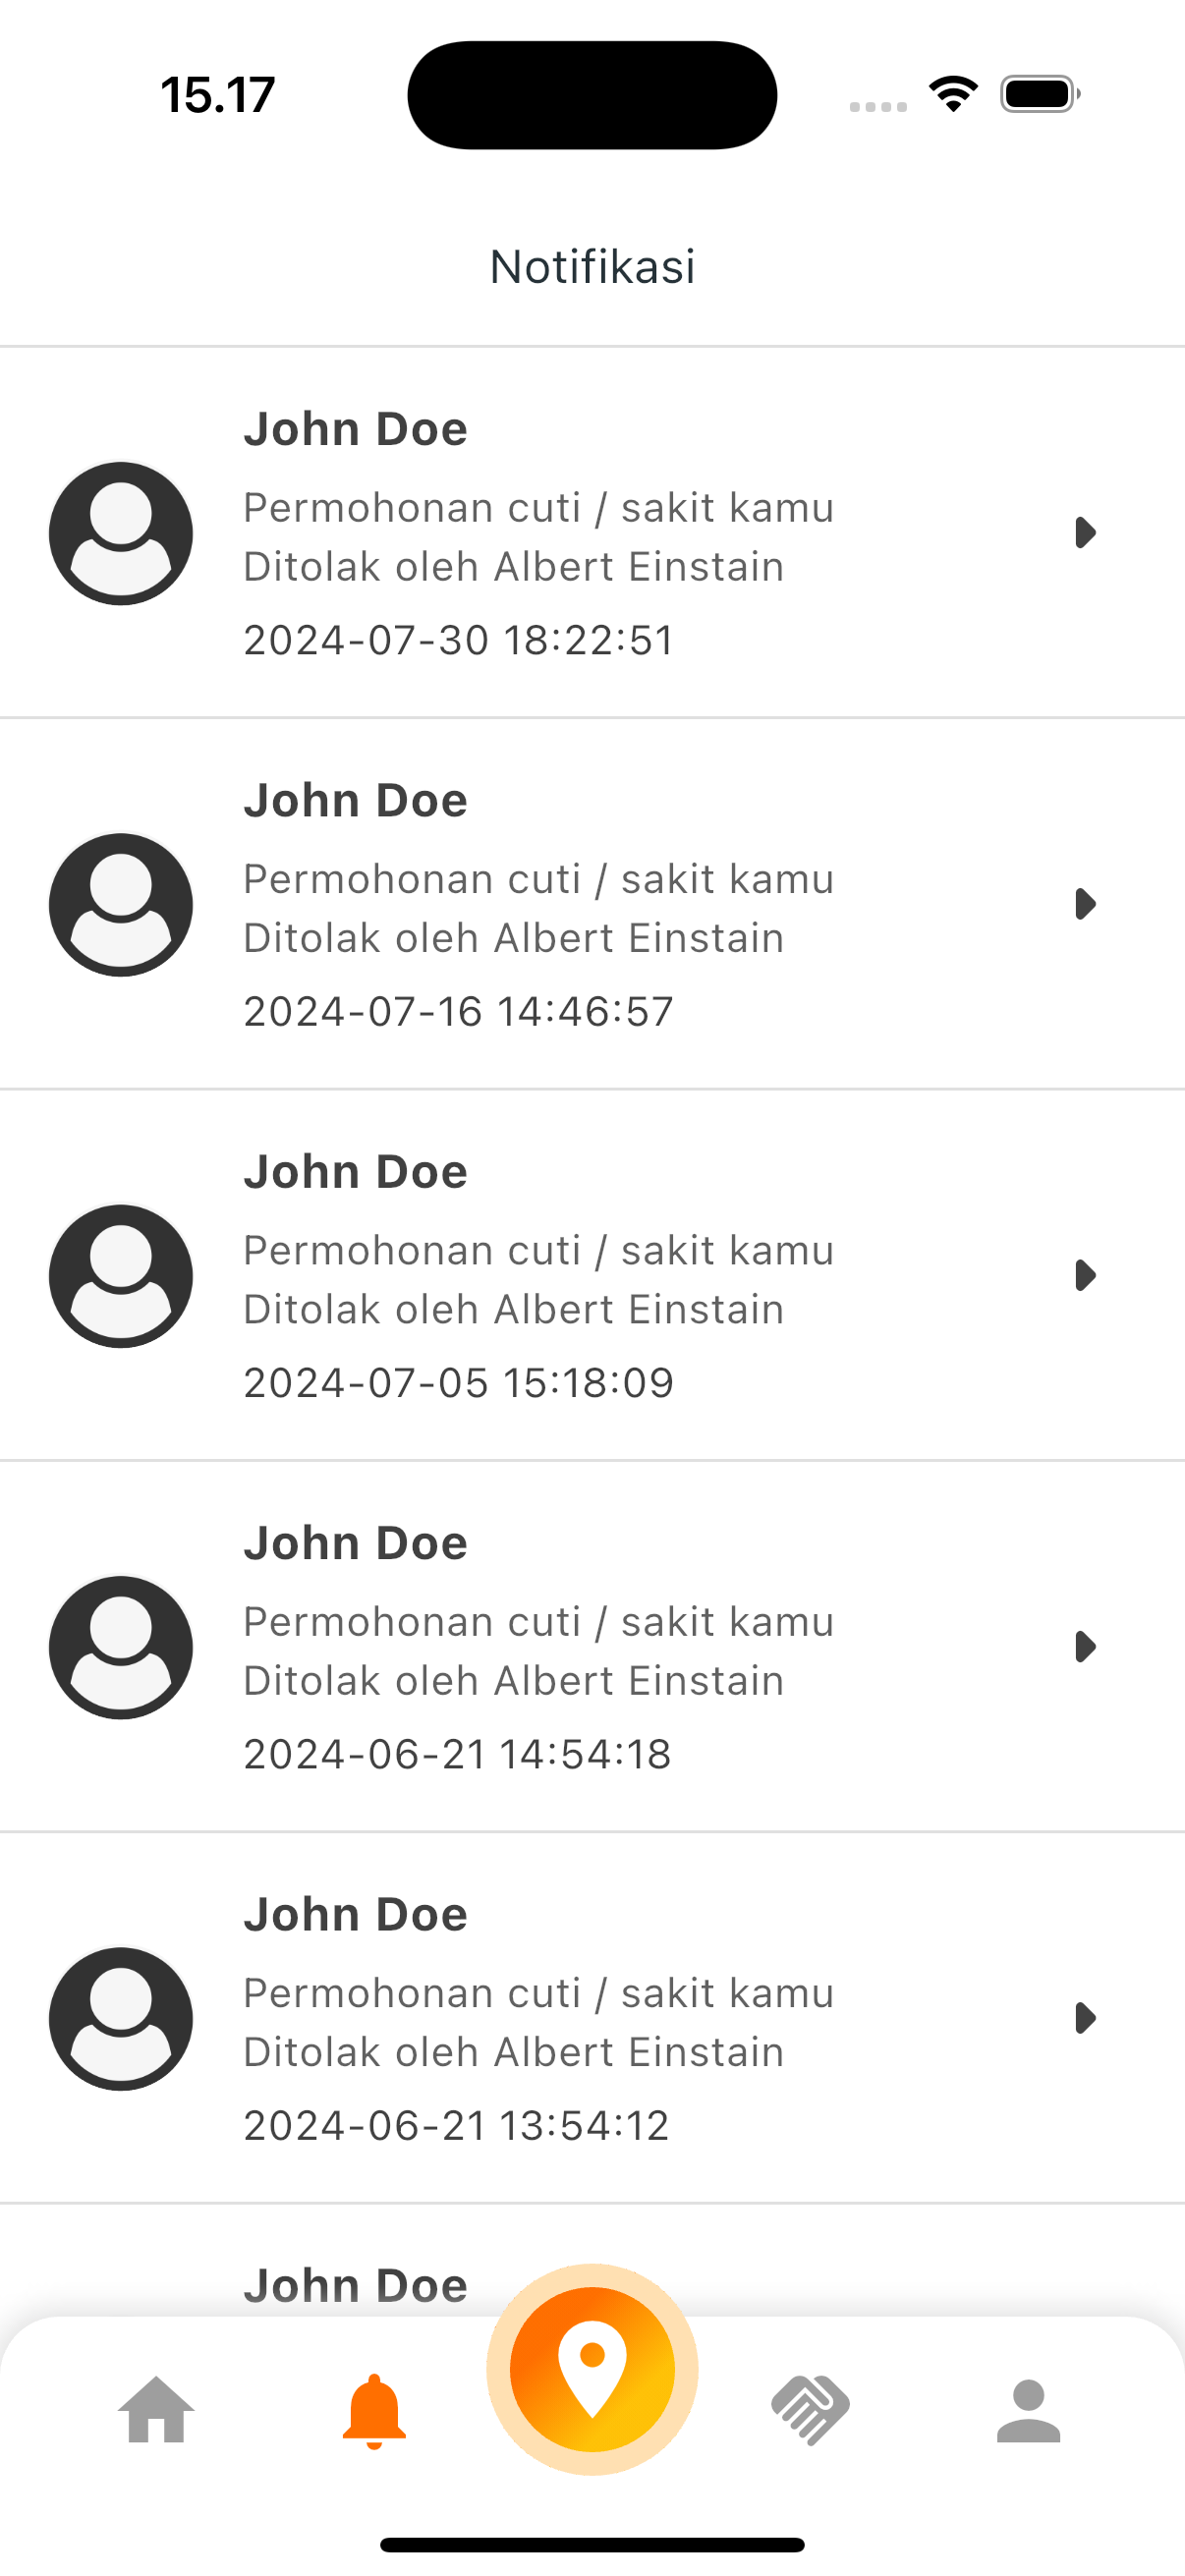 15.17
Notifikasi
John Doe
Permohonan cuti / sakit kamu
Ditolak oleh Albert Einstain
2024-07-30 18:22:51
John Doe
Permohonan cuti / sakit kamu
Ditolak oleh Albert Einstain
2024-07-16 14:46:57
John Doe
Permohonan cuti / sakit kamu
Ditolak oleh Albert Einstain
2024-07-05 15:18:09
John Doe
Permohonan cuti / sakit kamu
Ditolak oleh Albert Einstain
2024-06-21 14:54:18
John Doe
Permohonan cuti / sakit kamu
Ditolak oleh Albert Einstain
2024-06-21 13:54:12
John Doe